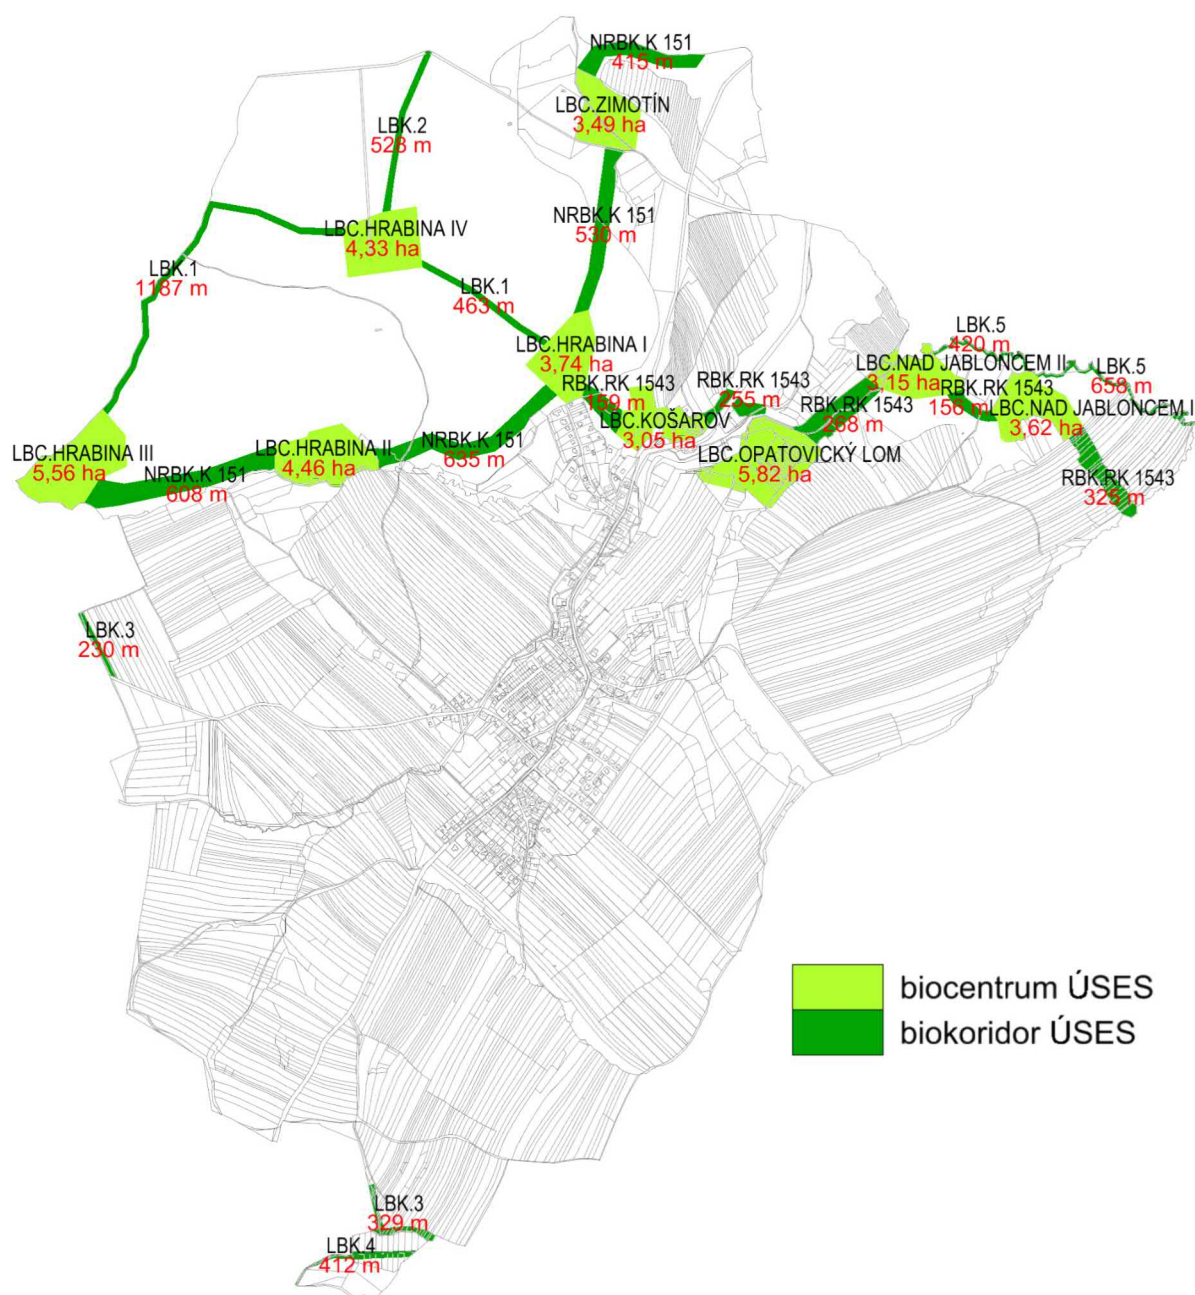 NRBK.K 151
415 m
LBC.ZIMOTÍN
3,49 ha
LBK.2
528 m
NRBK.K 151
530 m
LBC.HRABINA IV
4,33 ha
LBK.1
1187 m
LBK.1
463 m
LBC.HRABINA I
3,74 ha
LBK.5
420 m
LBC.NAD JABLONCEM II
3.15 ha
LBK.5
658 m
RBK.RK 1543
159 m
RBK.RK 1543
255 m
RBK.RK 1543
156 m
RBK.RK 1543
268 m
LBC.NAD JABLONCEM I
3,62 ha
LBC.KOŠAROV
3,05 ha
LBC.HRABINA III
5,56 ha
LBC.HRABINA II
4,46 ha
NRBK.K 151
635 m
LBC.OPATOVICKÝ LOM
5,82 ha
NRBK.K 151
608 m
RBK.RK 1543
325 m
LBK.3
230 m
biocentrum ÚSES
biokoridor ÚSES
LBK.3
329 m
LBK.4
412 m